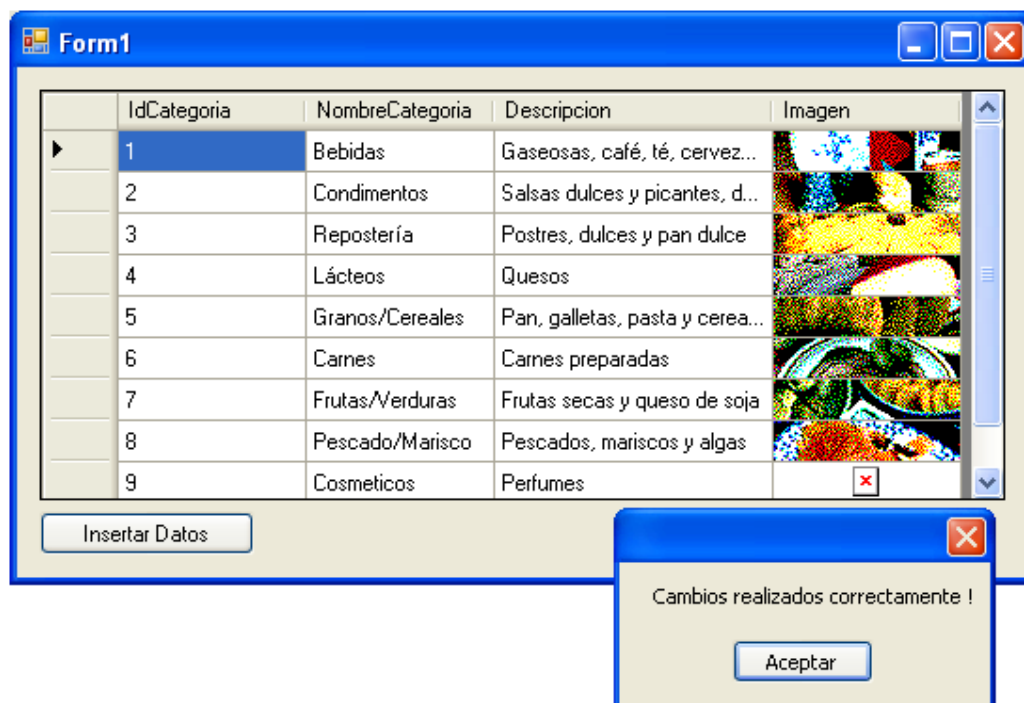 Form1
IdCategoria NombreCategoria Descripcion Imagen
1 Bebidas Gaseosas, café, té, cervez...
2 Condimentos Salsas dulces y picantes, d...
3 Repostería Postres, dulces y pan dulce
4 Lácteos Quesos
5 Granos/Cereales Pan, galletas, pasta y cerea...
6 Carnes Carnes preparadas
7 Frutas/Verduras Frutas secas y queso de soja
8 Pescado/Marisco Pescados, mariscos y algas
9 Cosmeticos Perfumes
Insertar Datos
Cambios realizados correctamente !
Aceptar